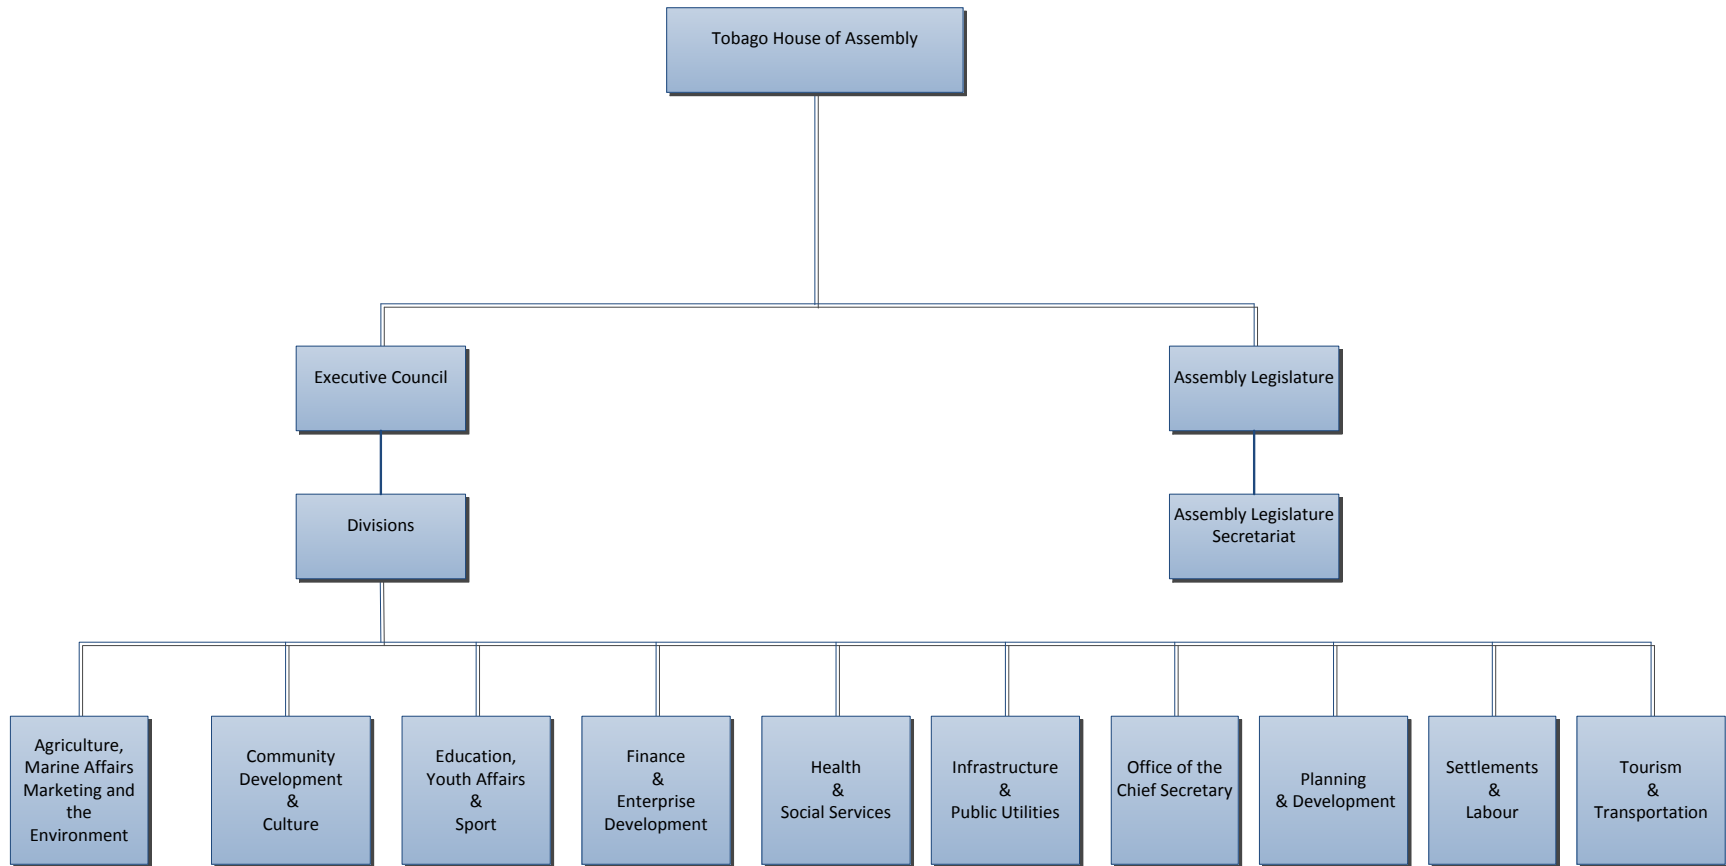 Tobago House of Assembly
Executive Council
Assembly Legislature
Divisions
Assembly Legislature
Secretariat
Agriculture,
Marine Affairs
Marketing and
the
Environment
Community
Development
&
Culture
Education,
Youth Affairs
&
Sport
Finance
&
Enterprise
Development
Health
&
Social Services
Infrastructure
&
Public Utilities
Office of the
Chief Secretary
Planning
& Development
Settlements
&
Labour
Tourism
&
Transportation